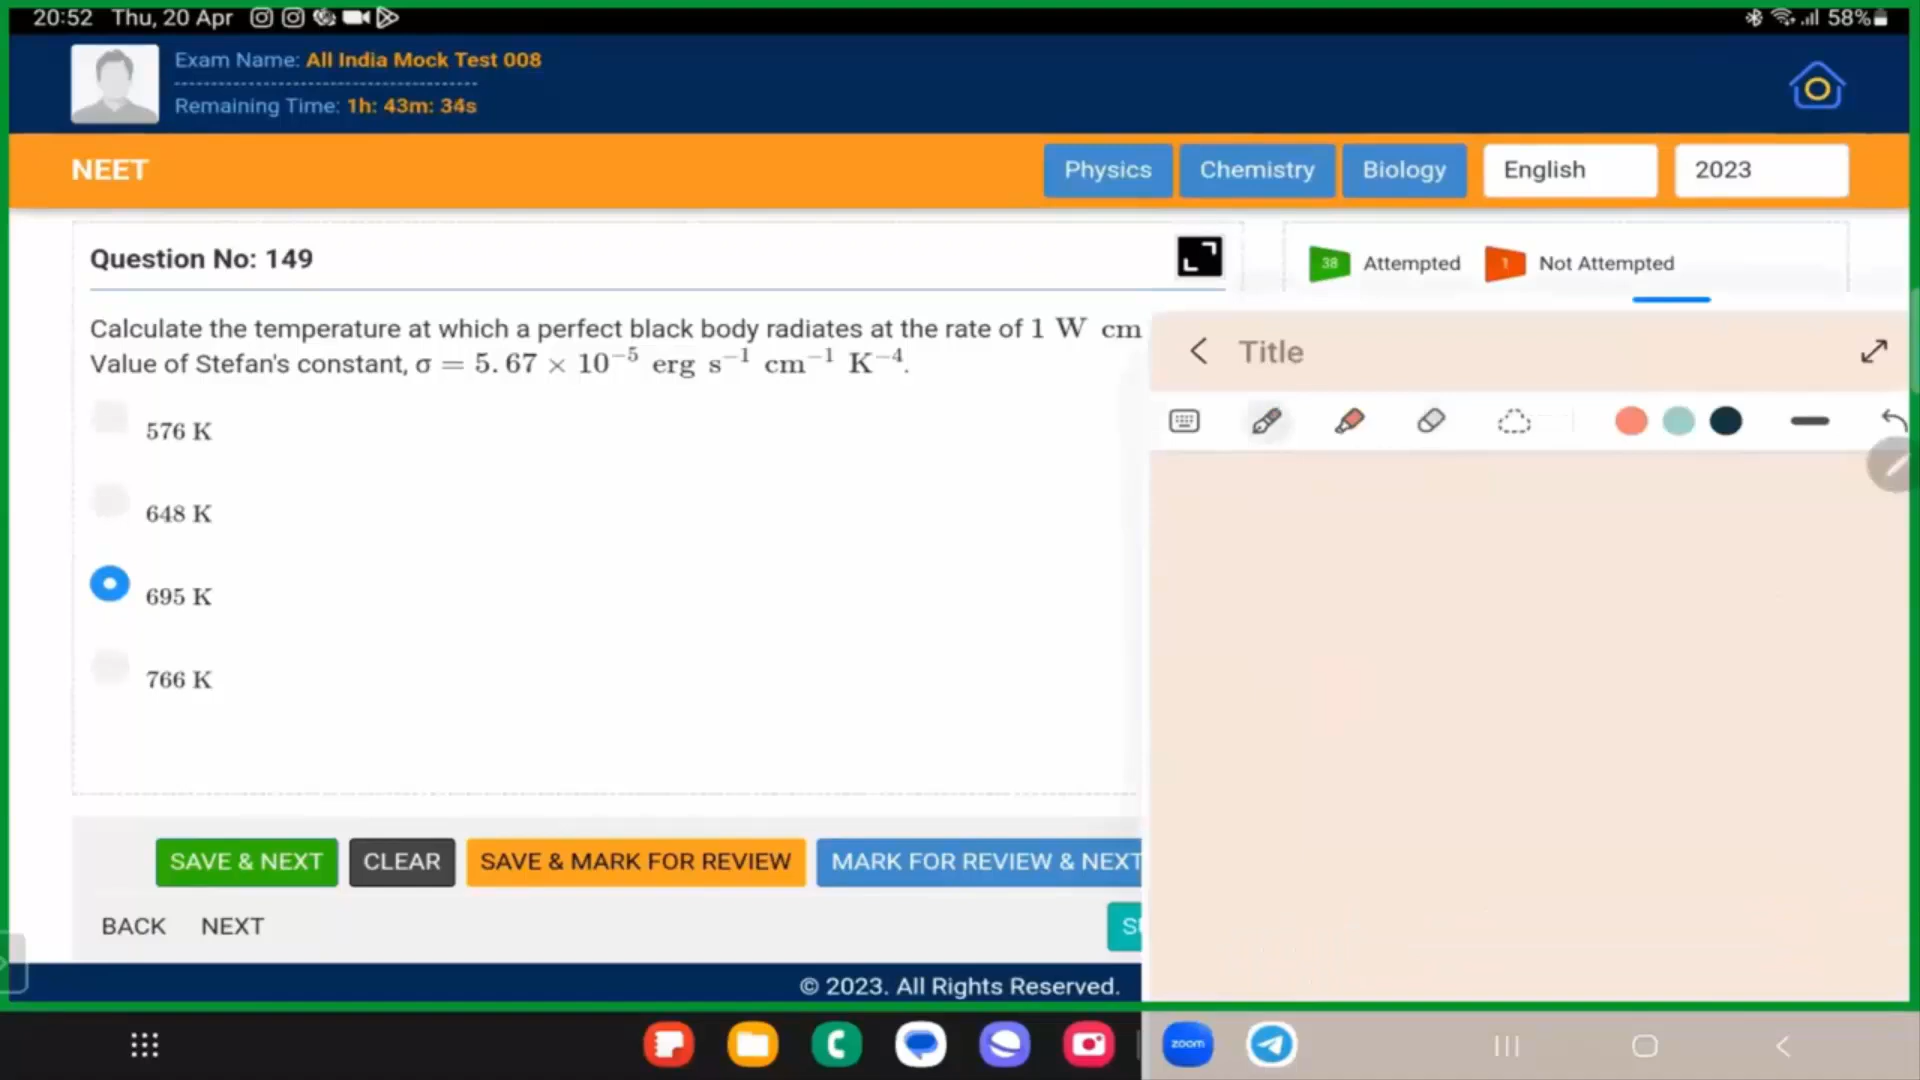 20:52 Thu, 20 Apr 58%
Exam Name: All India Mock Test 008
Remaining Time: 1h: 43m: 34s
NEET Physics Chemistry Biology English 2023
Question No: 149 38 Attempted 1 Not Attempted
Calculate the temperature at which a perfect black body radiates at the rate of 1 W cm
Value of Stefan's constant, σ = 5.67 × 10⁻⁵ erg s⁻¹ cm⁻¹ K⁻⁴.
Title
576 K
648 K
695 K
766 K
SAVE & NEXT CLEAR SAVE & MARK FOR REVIEW MARK FOR REVIEW & NEXT
BACK NEXT
© 2023. All Rights Reserved.
zoom